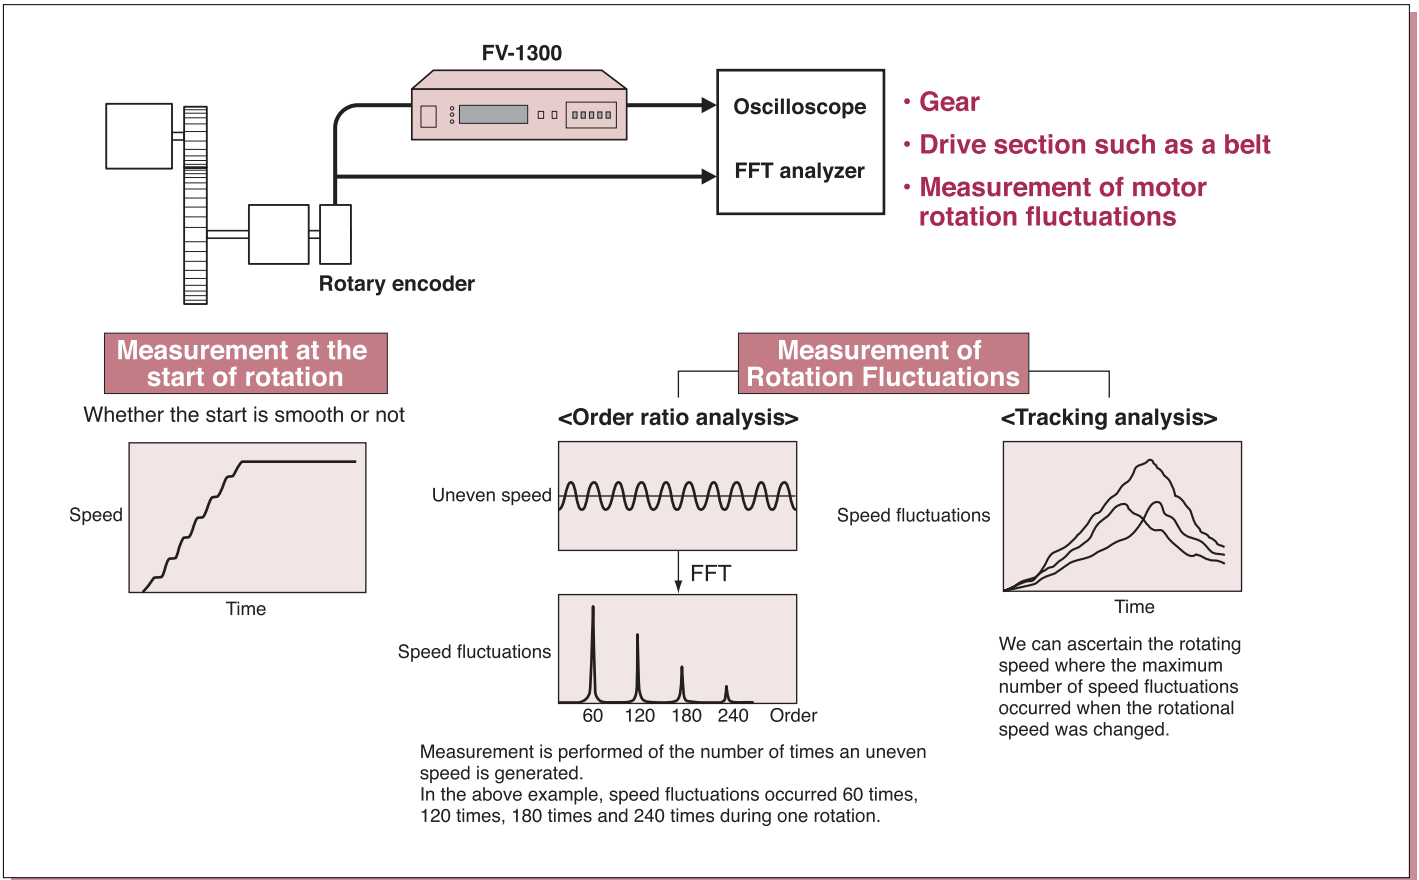 FV-1300
Oscilloscope
FFT analyzer
• Gear
• Drive section such as a belt
• Measurement of motor
rotation fluctuations
Rotary encoder
Measurement at the
start of rotation
Whether the start is smooth or not
Speed
Time
Measurement of
Rotation Fluctuations
<Order ratio analysis>
Uneven speed
FFT
Speed fluctuations
60 120 180 240 Order
Measurement is performed of the number of times an uneven
speed is generated.
In the above example, speed fluctuations occurred 60 times,
120 times, 180 times and 240 times during one rotation.
<Tracking analysis>
Speed fluctuations
Time
We can ascertain the rotating
speed where the maximum
number of speed fluctuations
occurred when the rotational
speed was changed.